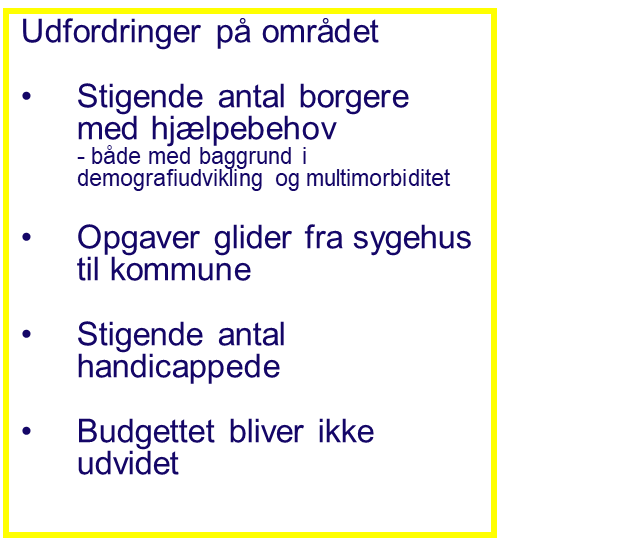 Udfordringer på området
• Stigende antal borgere
med hjælpebehov
- både med baggrund i
demografiudvikling og multimorbiditet
• Opgaver glider fra sygehus
til kommune
• Stigende antal
handicappede
• Budgettet bliver ikke
udvidet